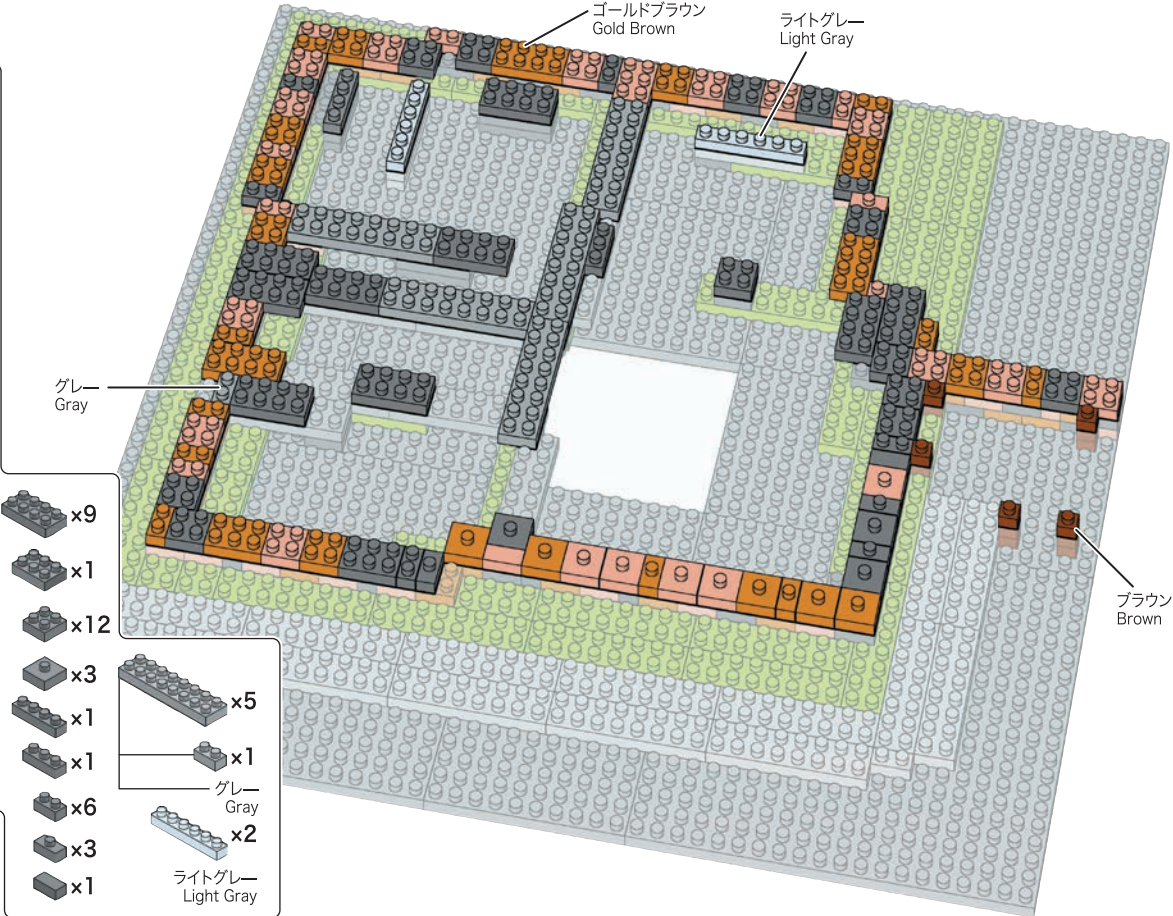 ゴールドブラウン
Gold Brown
ライトグレー
Light Gray
グレー
Gray
ブラウン
Brown
×9
×1
×12
×3
×1
×1
×6
×3
×1
×5
×1
グレー
Gray
×2
ライトグレー
Light Gray